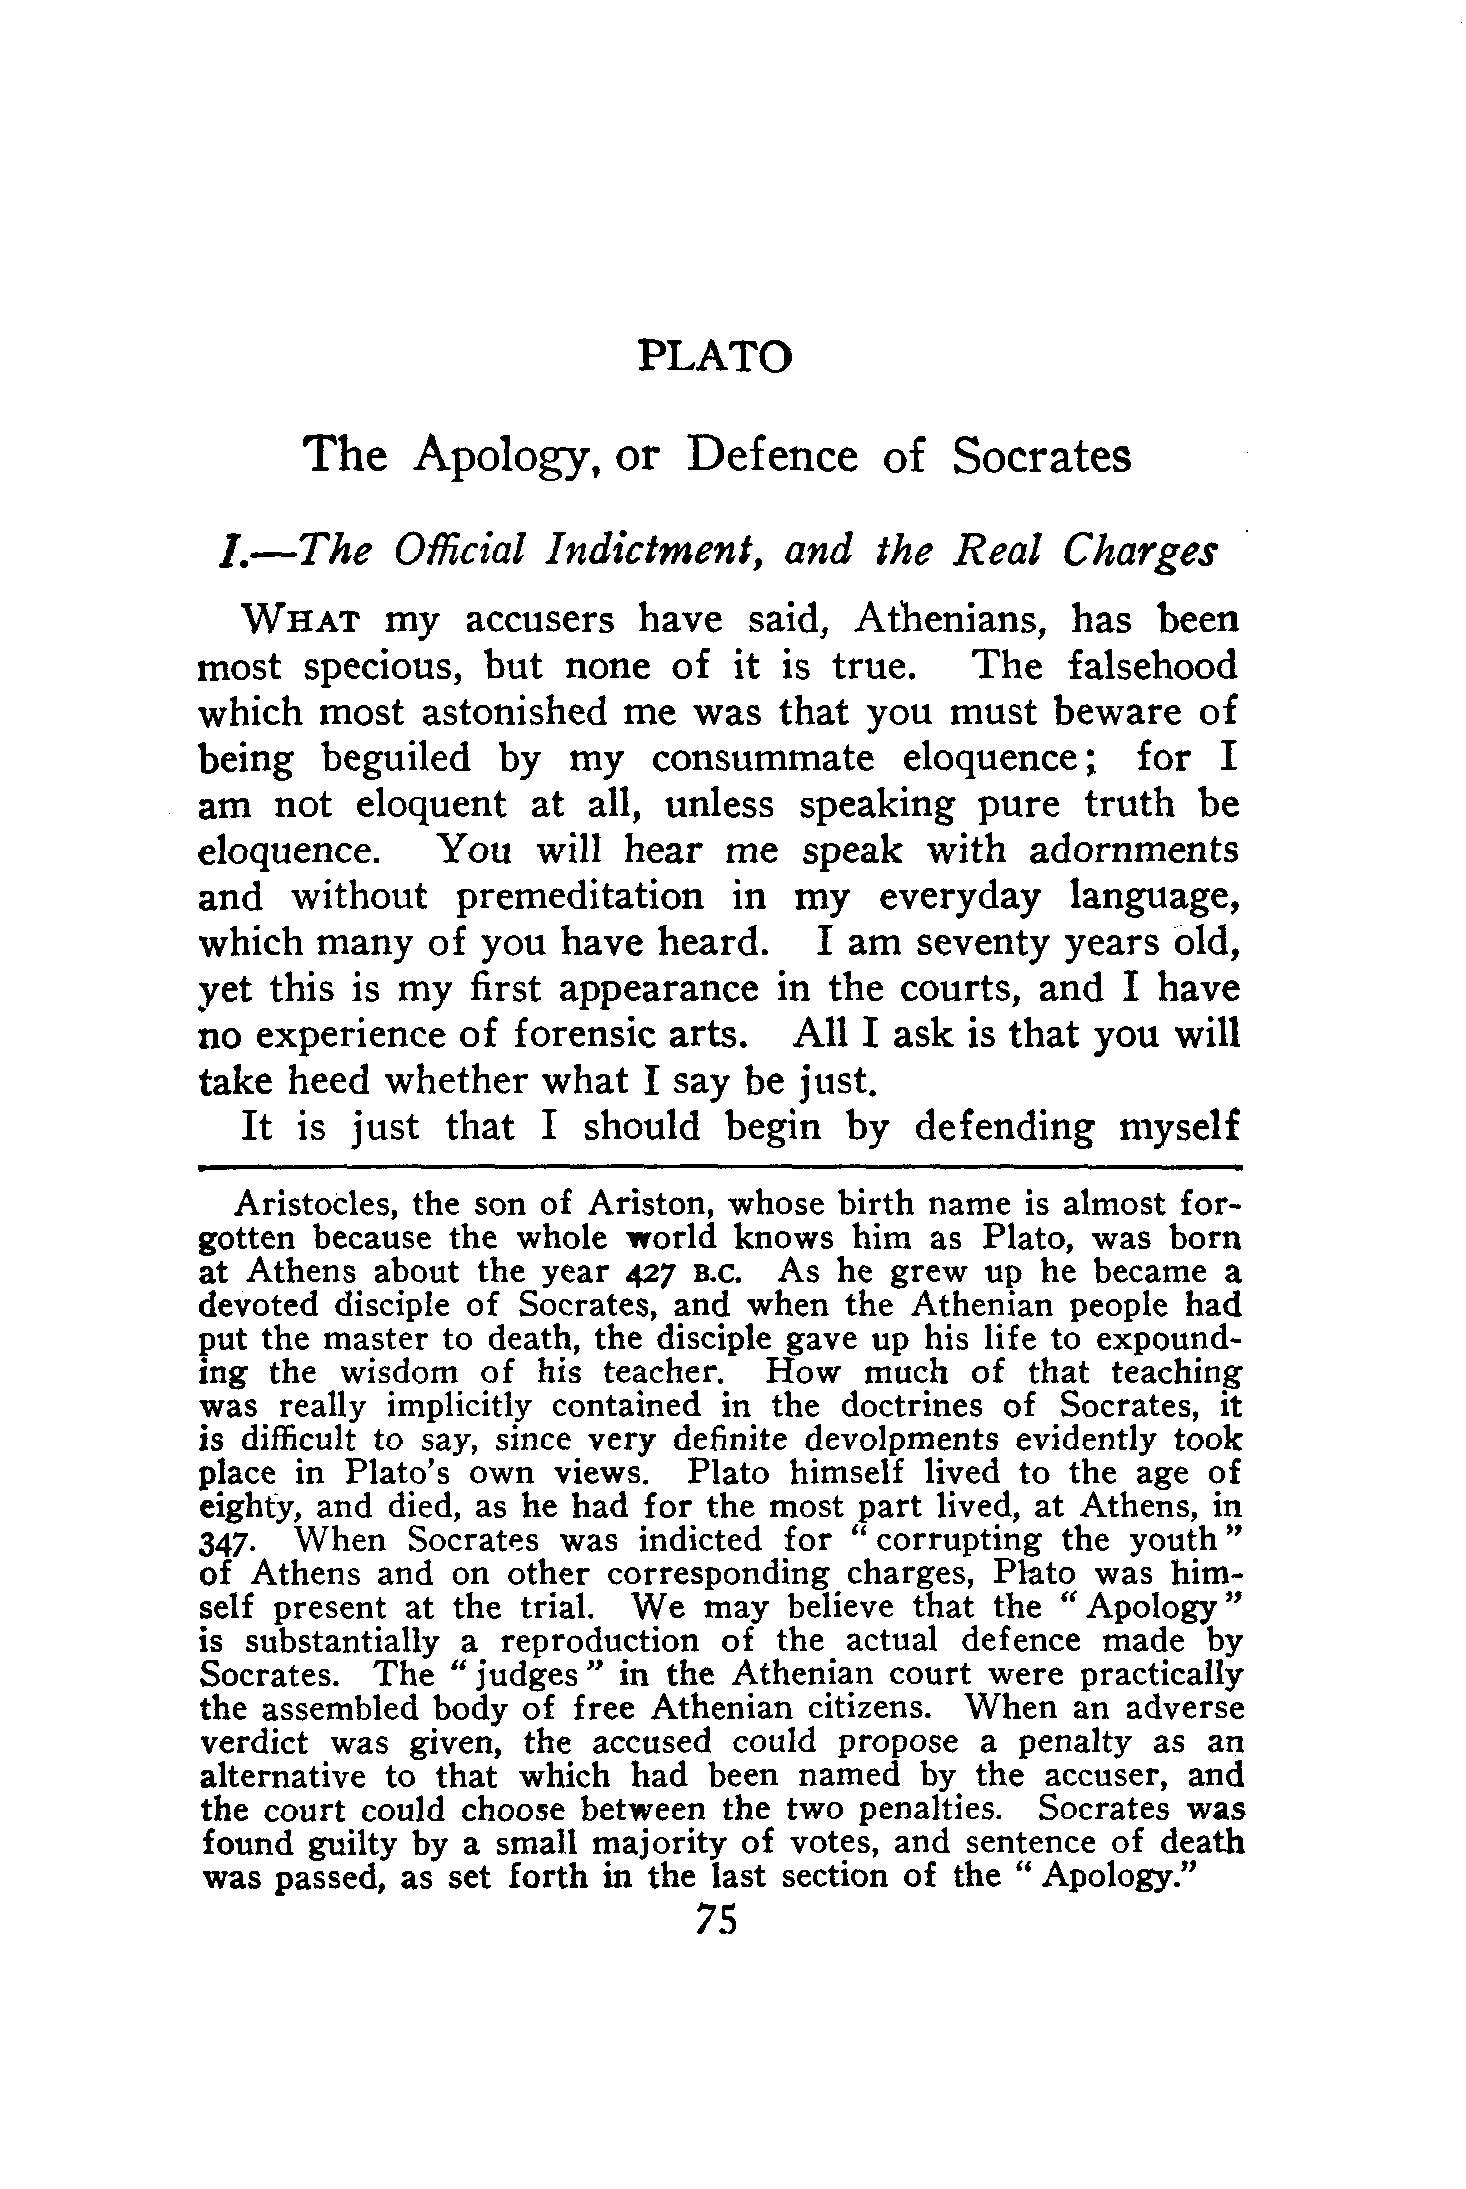 PLATO
The Apology, or Defence of Socrates
I.—The Official Indictment, and the Real Charges
WHAT my accusers have said, Athenians, has been
most specious, but none of it is true. The falsehood
which most astonished me was that you must beware of
being beguiled by my consummate eloquence; for I
am not eloquent at all, unless speaking pure truth be
eloquence. You will hear me speak with adornments
and without premeditation in my everyday language,
which many of you have heard. I am seventy years old,
yet this is my first appearance in the courts, and I have
no experience of forensic arts. All I ask is that you will
take heed whether what I say be just.
It is just that I should begin by defending myself
Aristocles, the son of Ariston, whose birth name is almost for-
gotten because the whole world knows him as Plato, was born
at Athens about the year 427 B.C. As he grew up he became a
devoted disciple of Socrates, and when the Athenian people had
put the master to death, the disciple gave up his life to expound-
ing the wisdom of his teacher. How much of that teaching
was really implicitly contained in the doctrines of Socrates, it
is difficult to say, since very definite devolpments evidently took
place in Plato's own views. Plato himself lived to the age of
eighty, and died, as he had for the most part lived, at Athens, in
347. When Socrates was indicted for "corrupting the youth"
of Athens and on other corresponding charges, Plato was him-
self present at the trial. We may believe that the "Apology"
is substantially a reproduction of the actual defence made by
Socrates. The "judges" in the Athenian court were practically
the assembled body of free Athenian citizens. When an adverse
verdict was given, the accused could propose a penalty as an
alternative to that which had been named by the accuser, and
the court could choose between the two penalties. Socrates was
found guilty by a small majority of votes, and sentence of death
was passed, as set forth in the last section of the "Apology."
75